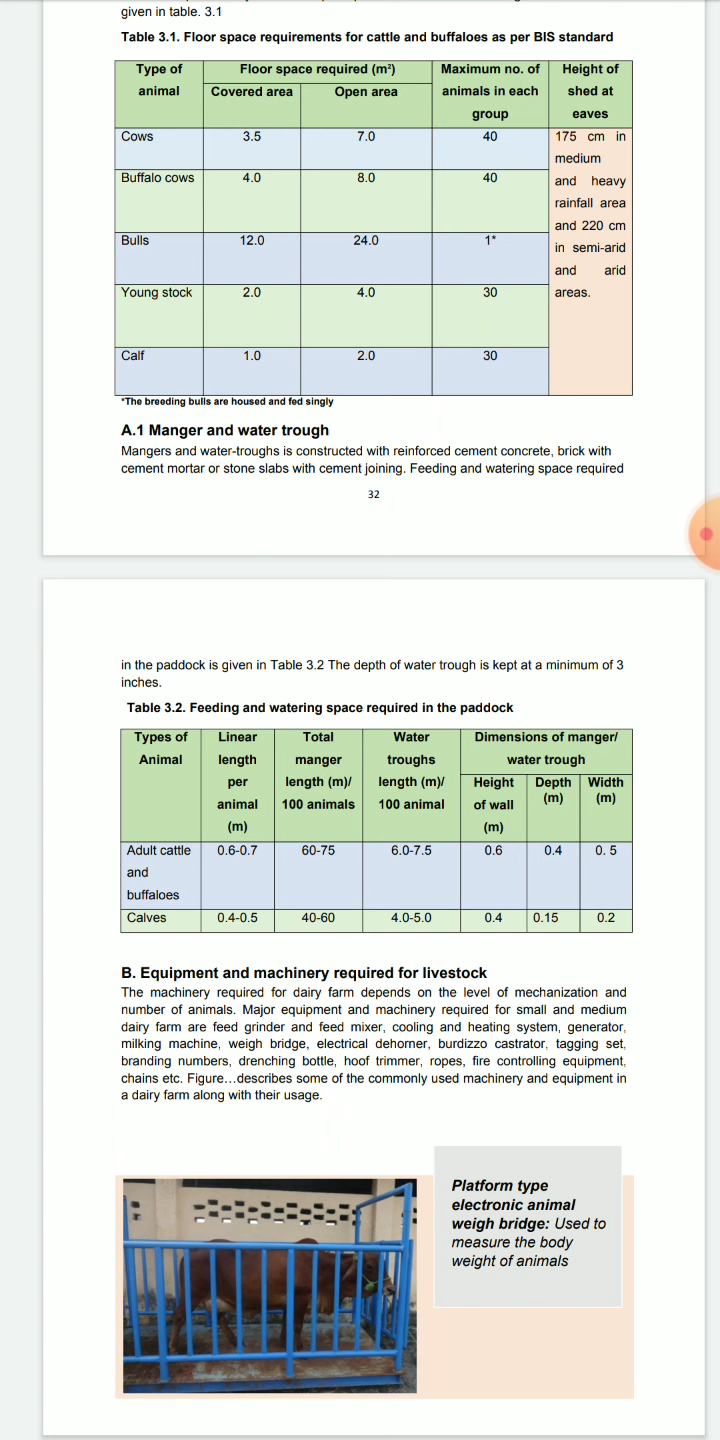 given in table. 3.1
Table 3.1. Floor space requirements for cattle and buffaloes as per BIS standard
Type of animal Floor space required (m²) Maximum no. of animals in each group Height of shed at eaves
Covered area Open area
Cows 3.5 7.0 40 175 cm in medium and heavy rainfall area and 220 cm in semi-arid and arid areas.
Buffalo cows 4.0 8.0 40
Bulls 12.0 24.0 1*
Young stock 2.0 4.0 30
Calf 1.0 2.0 30
*The breeding bulls are housed and fed singly
A.1 Manger and water trough
Mangers and water-troughs is constructed with reinforced cement concrete, brick with
cement mortar or stone slabs with cement joining. Feeding and watering space required
32
in the paddock is given in Table 3.2 The depth of water trough is kept at a minimum of 3
inches.
Table 3.2. Feeding and watering space required in the paddock
Types of Animal Linear length per animal (m) Total manger length (m)/ 100 animals Water troughs length (m)/ 100 animal Dimensions of manger/ water trough
Height of wall (m) Depth (m) Width (m)
Adult cattle and buffaloes 0.6-0.7 60-75 6.0-7.5 0.6 0.4 0. 5
Calves 0.4-0.5 40-60 4.0-5.0 0.4 0.15 0.2
B. Equipment and machinery required for livestock
The machinery required for dairy farm depends on the level of mechanization and
number of animals. Major equipment and machinery required for small and medium
dairy farm are feed grinder and feed mixer, cooling and heating system, generator,
milking machine, weigh bridge, electrical dehorner, burdizzo castrator, tagging set,
branding numbers, drenching bottle, hoof trimmer, ropes, fire controlling equipment,
chains etc. Figure…describes some of the commonly used machinery and equipment in
a dairy farm along with their usage.
Platform type
electronic animal
weigh bridge: Used to
measure the body
weight of animals